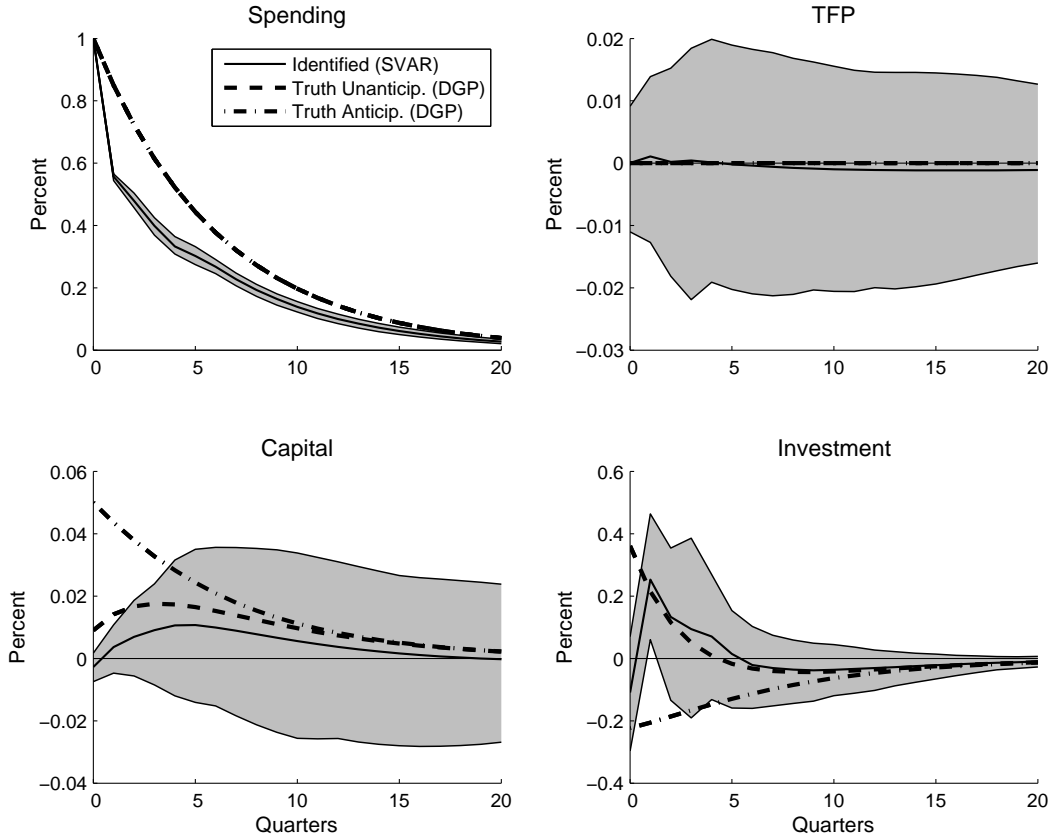 Spending
Percent
1
0.8
0.6
0.4
0.2
0
0 5 10 15 20
Identified (SVAR)
Truth Unanticip. (DGP)
Truth Anticip. (DGP)
TFP
Percent
0.02
0.01
0
−0.01
−0.02
−0.03
0 5 10 15 20
Capital
Percent
0.06
0.04
0.02
0
−0.02
−0.04
0 5 10 15 20
Quarters
Investment
Percent
0.6
0.4
0.2
0
−0.2
−0.4
0 5 10 15 20
Quarters